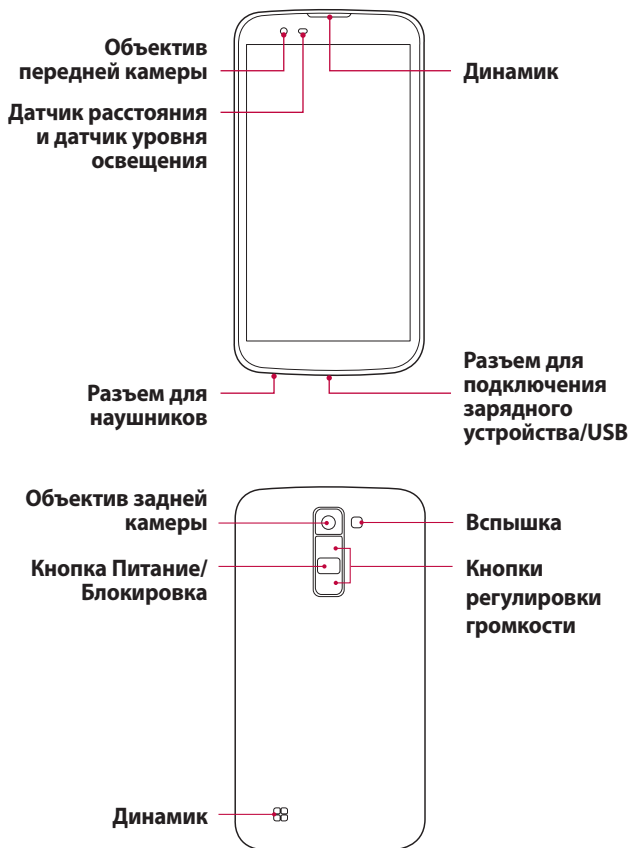 Объектив
передней камеры
Динамик
Датчик расстояния
и датчик уровня
освещения
Разъем для
наушников
Разъем для
подключения
зарядного
устройства/USB
Объектив задней
камеры
Вспышка
Кнопка Питание/
Блокировка
Кнопки
регулировки
громкости
Динамик